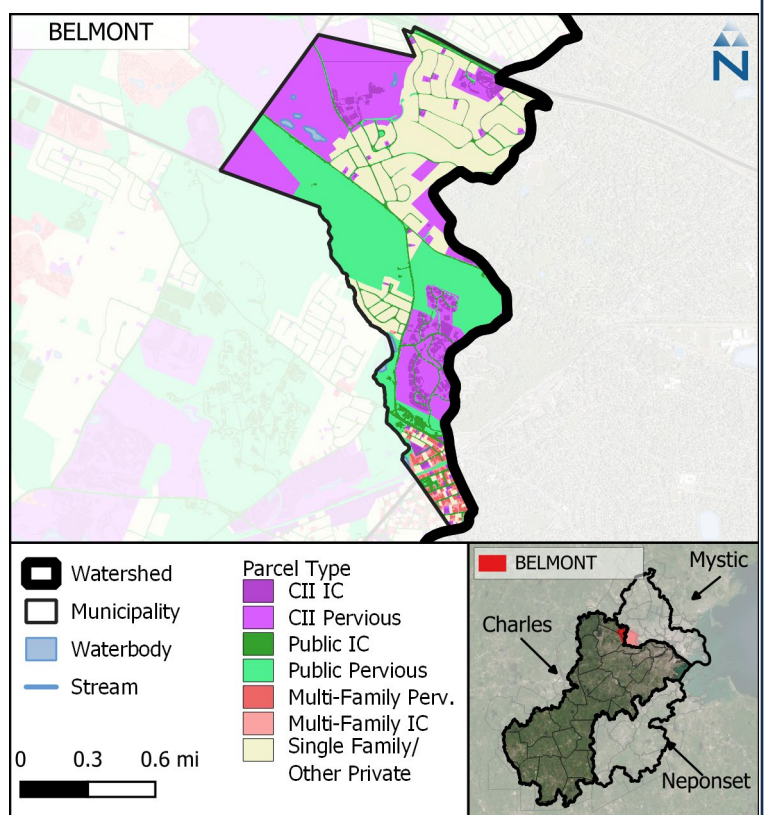 BELMONT
N
Watershed
Municipality
Waterbody
Stream
0 0.3 0.6 mi
Parcel Type
CII IC
CII Pervious
Public IC
Public Pervious
Multi-Family Perv.
Multi-Family IC
Single Family/
Other Private
BELMONT
Mystic
Charles
Neponset